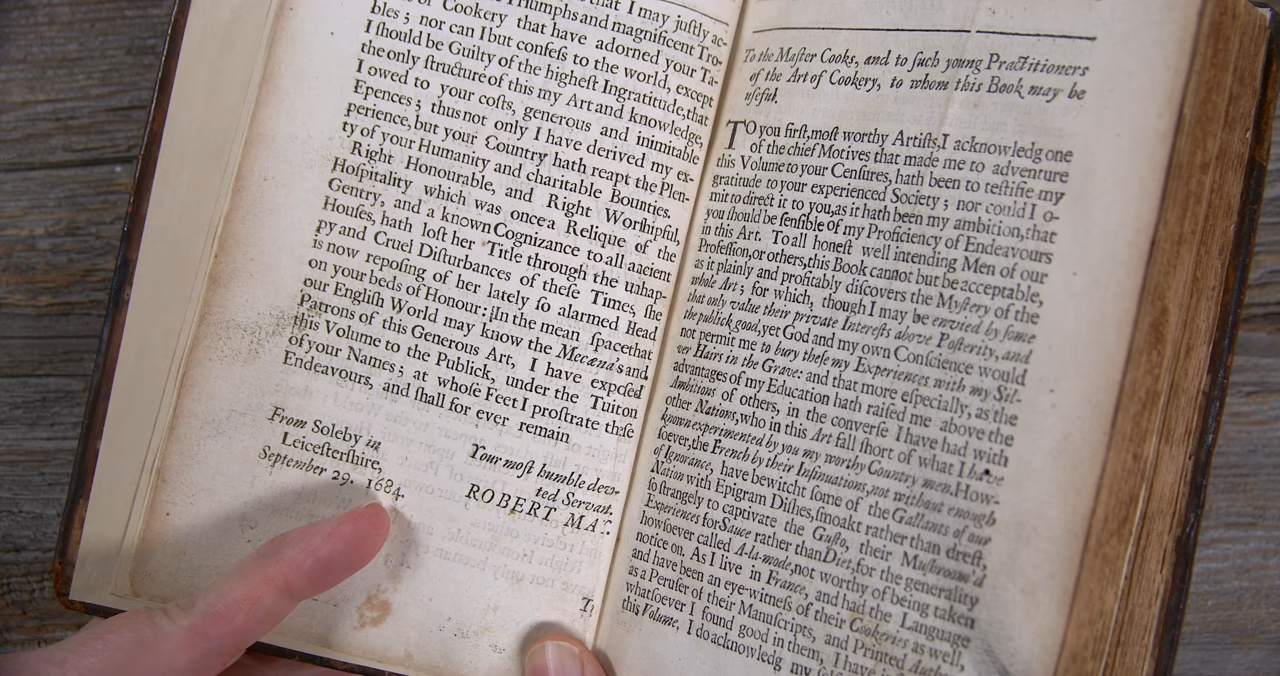 that I may juſtly ac-
Triumphs and magnificent Tro-
of Cookery that have adorned your Ta-
bles; nor can I but confeſs to the world, except
I ſhould be Guilty of the higheſt Ingratitude, that
the only ſtructure of this my Art and knowledge,
I owed to your coſts, generous and inimitable
Epences; thus not only I have derived my ex-
perience, but your Country hath reapt the Plen-
ty of your Humanity and charitable Bounties.
Right Honourable, and Right Worſhipful,
Hoſpitality which was once a Relique of the
Gentry, and a known Cognizance to all ancient
Houſes, hath loſt her Title through the unhap-
py and Cruel Diſturbances of theſe Times, ſhe
is now repoſing of her lately ſo alarmed Head
on your beds of Honour: In the mean ſpace that
our Engliſh World may know the Mecæna's and
Patrons of this Generous Art, I have expoſed
this Volume to the Publick, under the Tuiton
of your Names; at whoſe Feet I proſtrate theſe
Endeavours, and ſhall for ever remain
Your moſt humble devo-
ted Servant,
ROBERT
From Soleby in
Leiceſterſhire,
September 29. 1684.
To the Maſter Cooks, and to ſuch young Practitioners
of the Art of Cookery, to whom this Book may be
uſeful.
TO you firſt, moſt worthy Artiſts, I acknowledg one
of the chief Motives that made me to adventure
this Volume to your Cenſures, hath been to teſtifie my
gratitude to your experienced Society; nor could I o-
mit to direct it to you, as it hath been my ambition, that
you ſhould be ſenſible of my Proficiency of Endeavours
in this Art. To all honeſt well intending Men of our
Profeſſion, or others, this Book cannot but be acceptable,
as it plainly and profitably diſcovers the Myſtery of the
whole Art; for which, though I may be envied by ſome
that only value their private Intereſts above Poſterity, and
the publick good, yet God and my own Conſcience would
not permit me to bury theſe my Experiences with my Sil-
ver Hairs in the Grave: and that more eſpecially, as the
advantages of my Education hath raiſed me above the
Ambitions of others, in the converſe I have had with
other Nations, who in this Art fall ſhort of what I have
known experimented by you my worthy Country men. How-
ſoever, the French by their Inſinuations, not without enough
of Ignorance, have bewitcht ſome of the Gallants of our
Nation with Epigram Diſhes, ſmoakt rather than dreſt,
ſo ſtrangely to captivate the Guſto, their Muſhroom'd
Experiences for Sauce rather than Diet, for the generality
howſoever called A-la-mode, not worthy of being taken
notice on. As I live in France, and had the Language
and have been an eye-witneſs of their Cookeries as well,
as a Peruſer of their Manuſcripts, and Printed
whatſoever I found good in them, I have
this Volume. I do acknowledg my